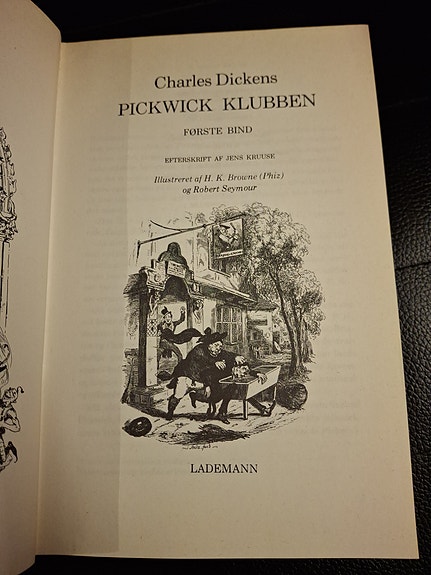 Charles Dickens
PICKWICK KLUBBEN
FØRSTE BIND
EFTERSKRIFT AF JENS KRUUSE
Illustreret af H. K. Browne (Phiz)
og Robert Seymour
LADEMANN